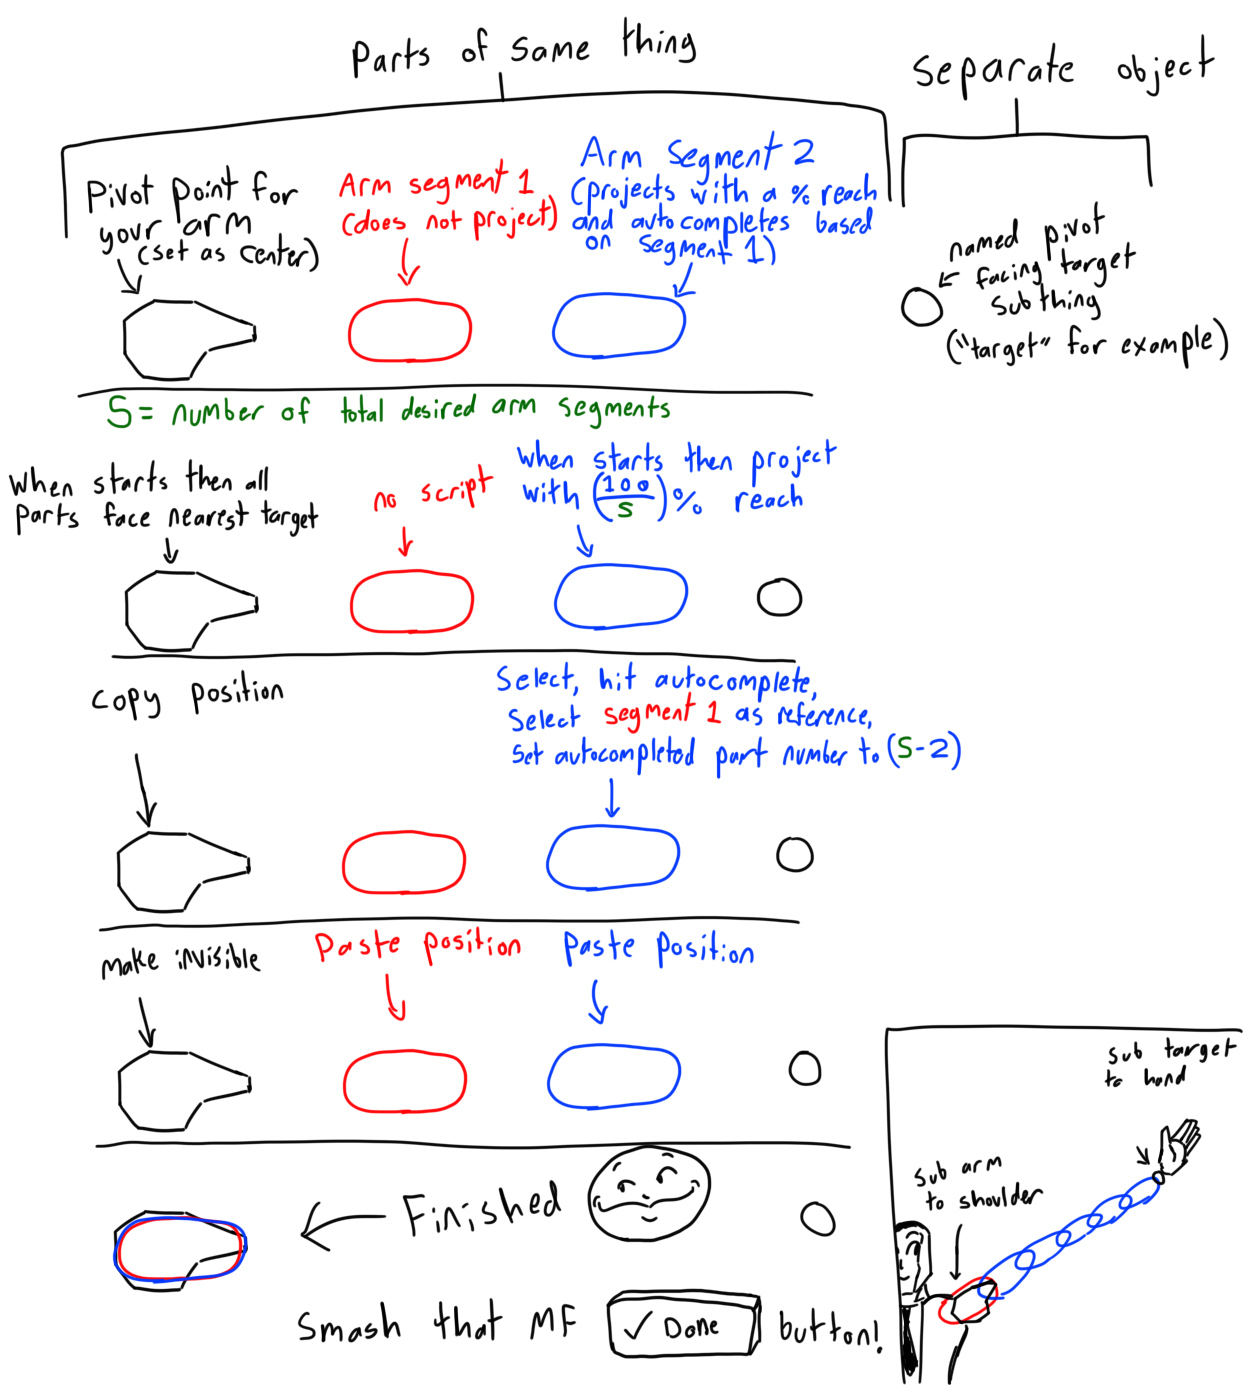 Parts of same thing
Separate object
Pivot point for
your arm
(set as center)
Arm segment 1
(does not project)
Arm Segment 2
(projects with a % reach
and autocompletes based
on segment 1)
named pivot
facing target
sub thing
("target" for example)
S = number of total desired arm segments
When starts then all
parts face nearest target
no script
When starts then project
with (100/S)% reach
copy position
Select, hit autocomplete,
Select segment 1 as reference,
Set autocompleted part number to (S-2)
Make invisible
Paste position
Paste position
Finished
Smash that MF ✓ Done button!
sub target
to hand
sub arm
to shoulder